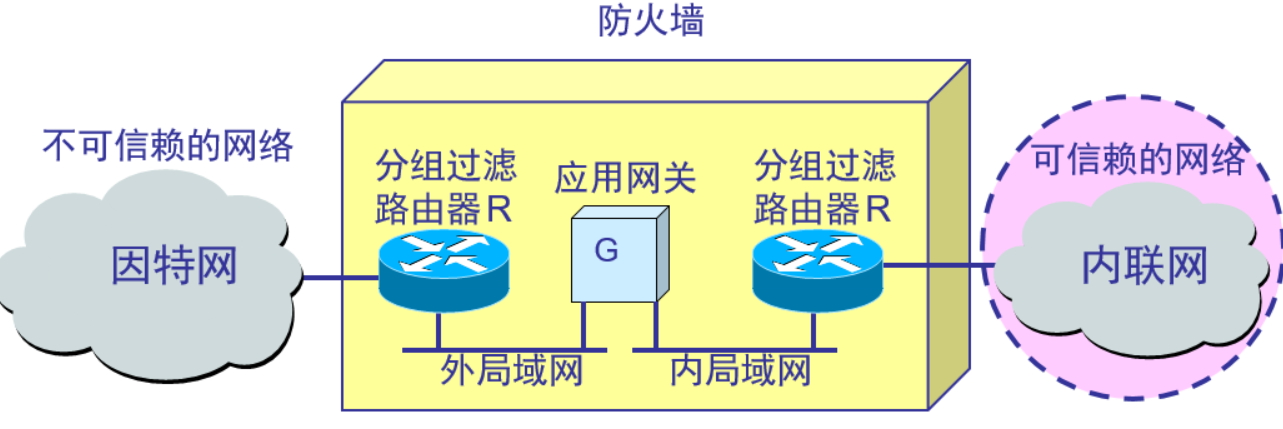 防火墙
不可信赖的网络
因特网
分组过滤
路由器R
应用网关
G
分组过滤
路由器R
外局域网
内局域网
可信赖的网络
内联网